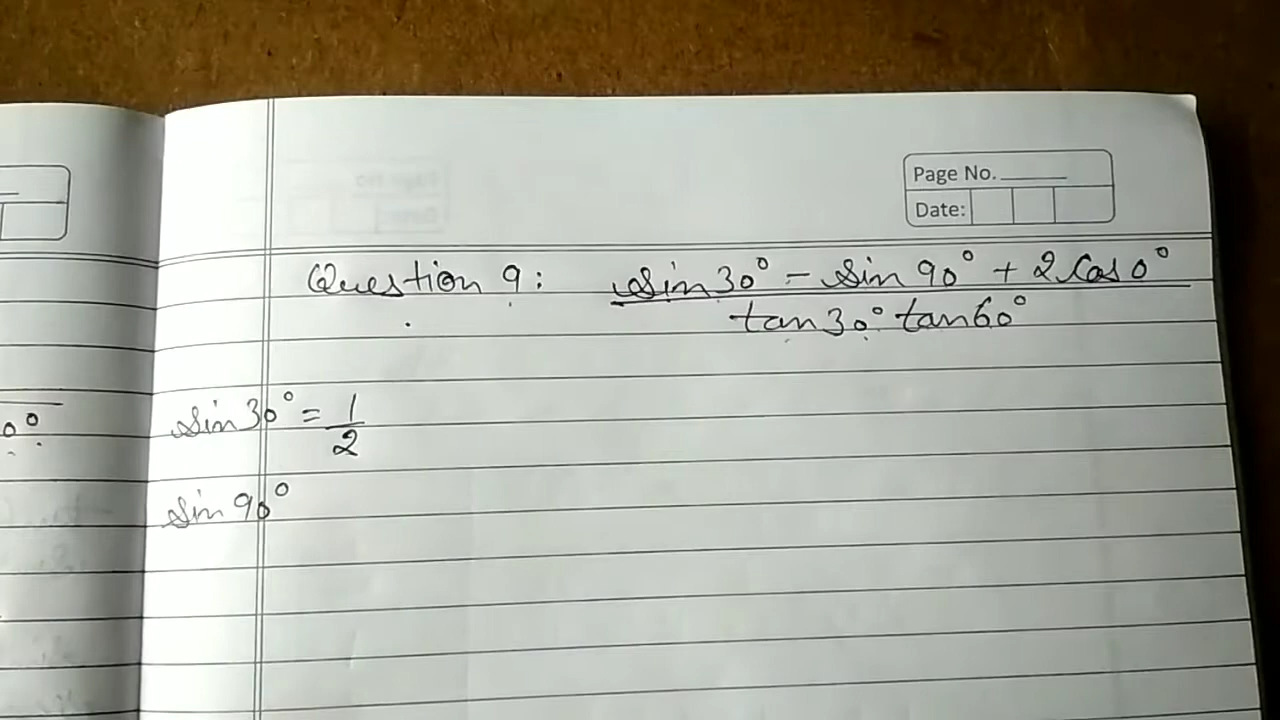 Page No.
Date:
Question 9: sin 30° - sin 90° + 2 cos 0°
tan 30° tan 60°
0°
sin 30° = 1/2
sin 90°